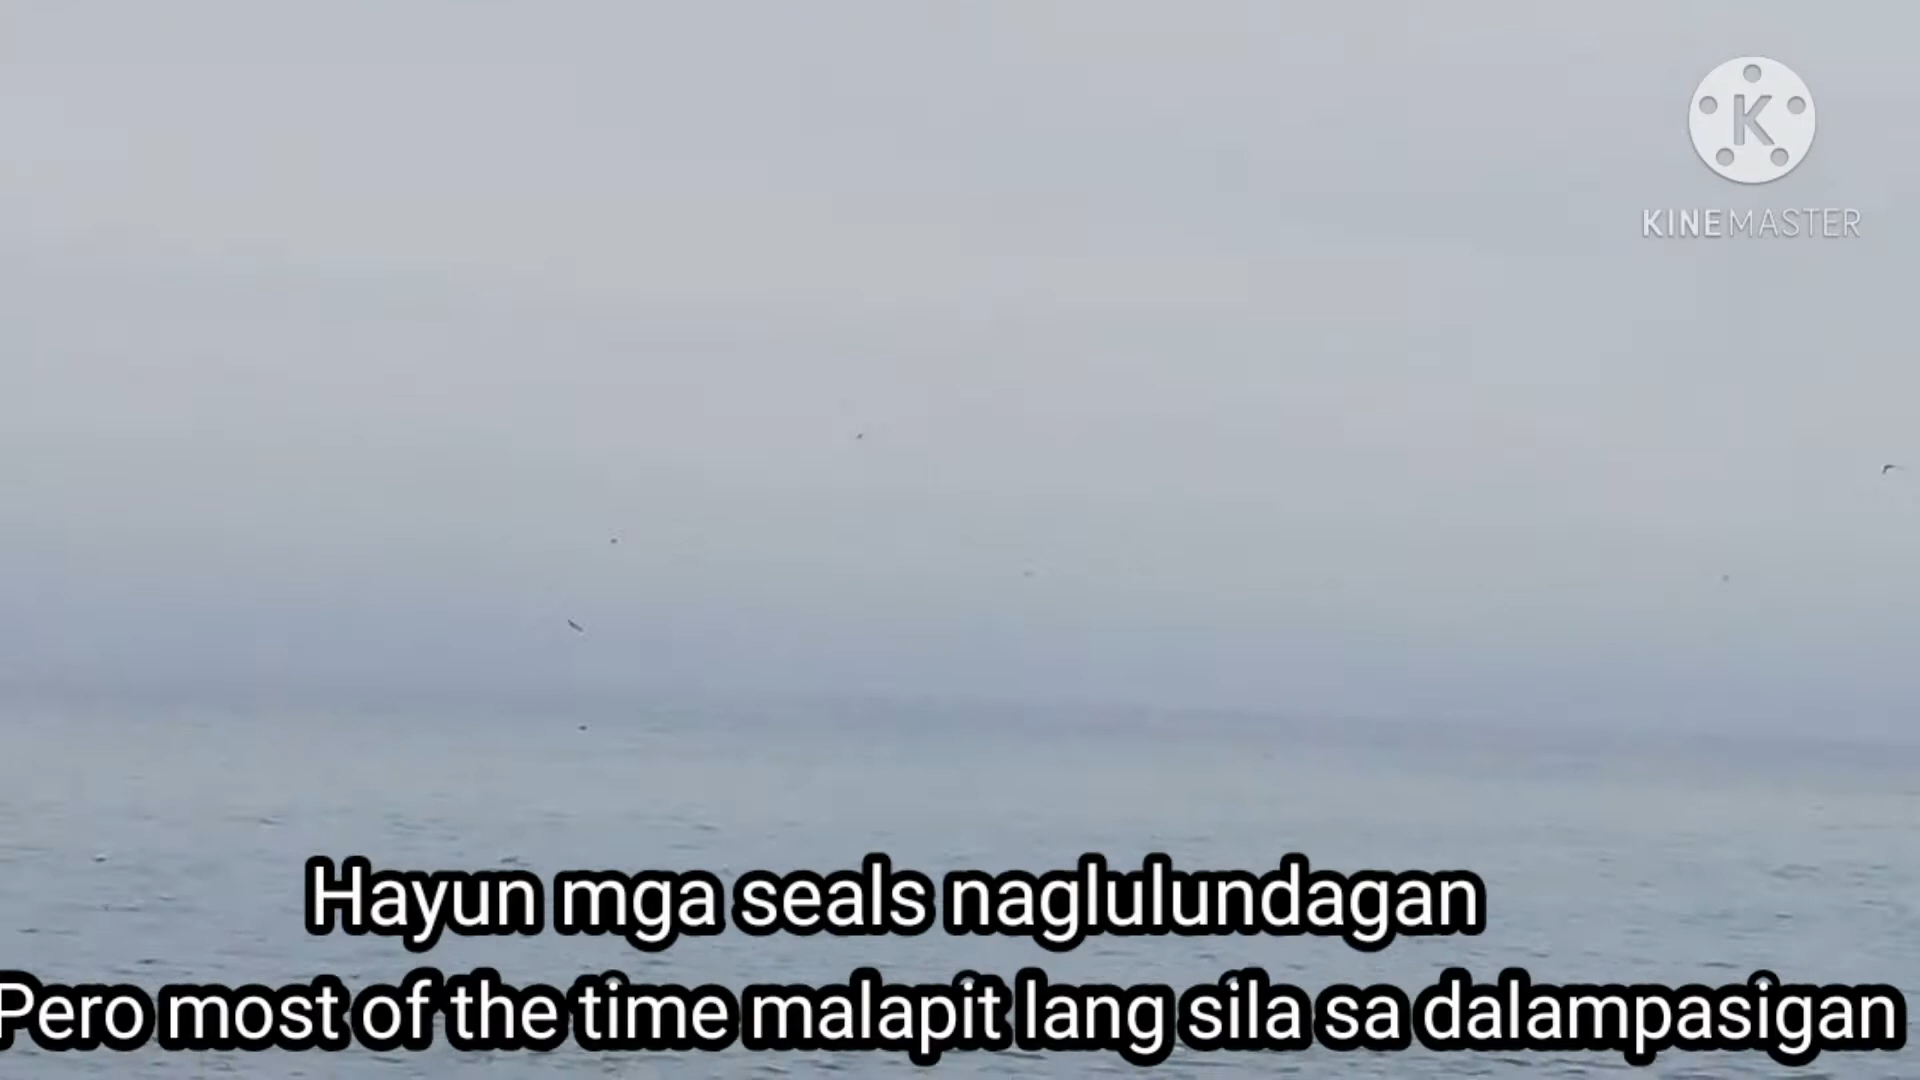 K
KINEMASTER
Hayun mga seals naglulundagan
Pero most of the time malapit lang sila sa dalampasigan